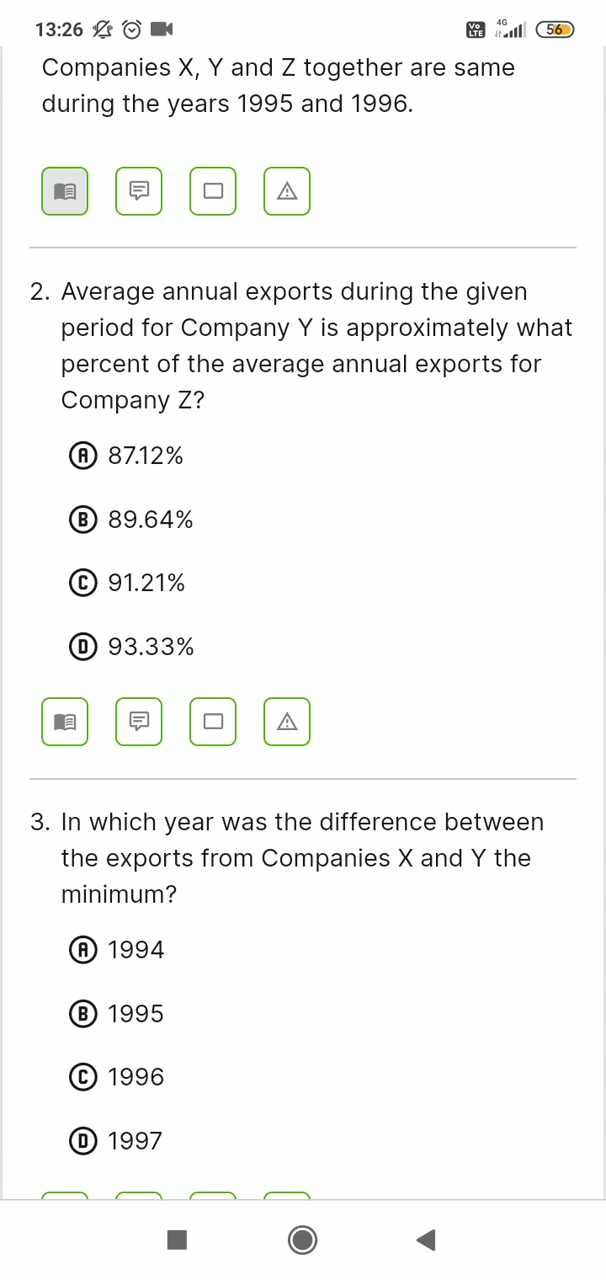 13:26
Vo LTE 4G 56
Companies X, Y and Z together are same
during the years 1995 and 1996.
2. Average annual exports during the given
period for Company Y is approximately what
percent of the average annual exports for
Company Z?
A 87.12%
B 89.64%
C 91.21%
D 93.33%
3. In which year was the difference between
the exports from Companies X and Y the
minimum?
A 1994
B 1995
C 1996
D 1997